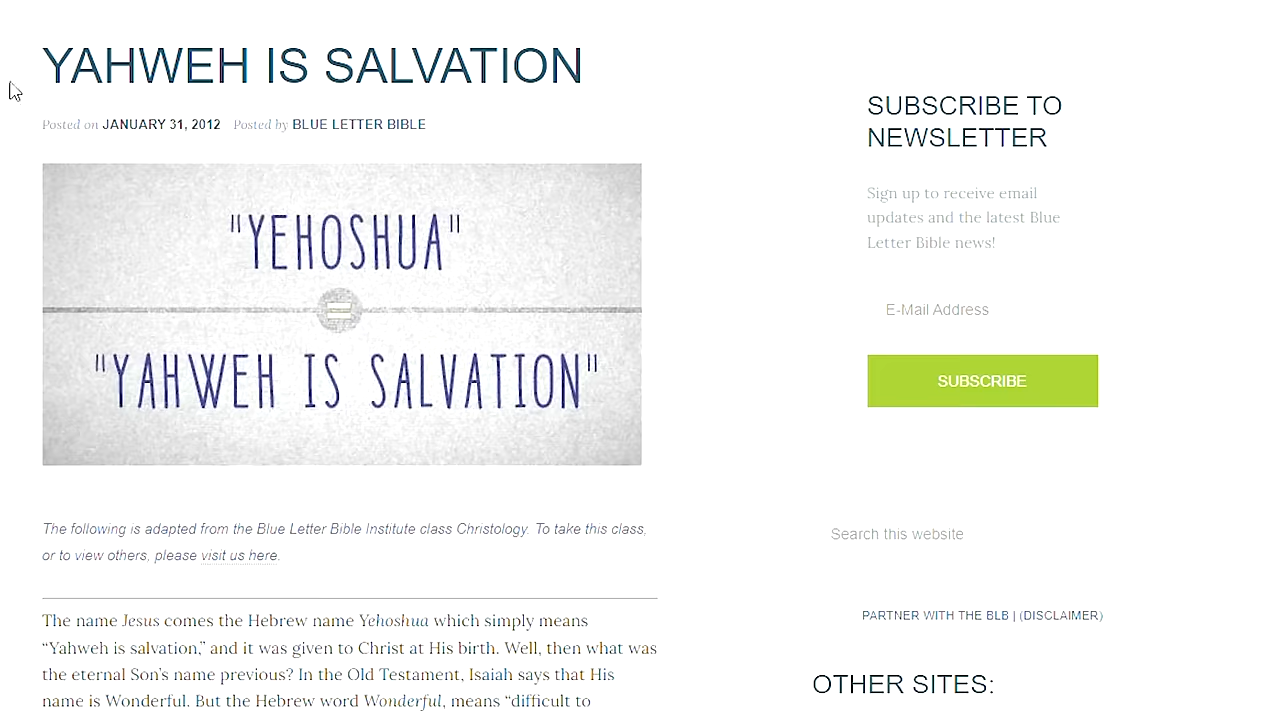 YAHWEH IS SALVATION
Posted on JANUARY 31, 2012 Posted by BLUE LETTER BIBLE
"YEHOSHUA"
"YAHWEH IS SALVATION"
The following is adapted from the Blue Letter Bible Institute class Christology. To take this class,
or to view others, please visit us here.
The name Jesus comes the Hebrew name Yehoshua which simply means
“Yahweh is salvation,” and it was given to Christ at His birth. Well, then what was
the eternal Son’s name previous? In the Old Testament, Isaiah says that His
name is Wonderful. But the Hebrew word Wonderful, means “difficult to
SUBSCRIBE TO
NEWSLETTER
Sign up to receive email
updates and the latest Blue
Letter Bible news!
E-Mail Address
SUBSCRIBE
Search this website
PARTNER WITH THE BLB | (DISCLAIMER)
OTHER SITES: